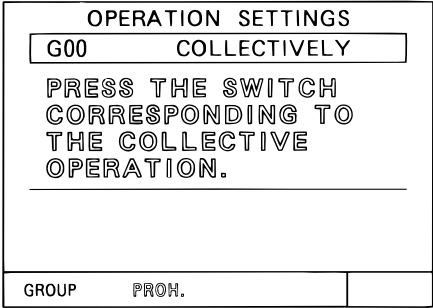 OPERATION SETTINGS
G00 COLLECTIVELY
PRESS THE SWITCH
CORRESPONDING TO
THE COLLECTIVE
OPERATION.
GROUP PROH.